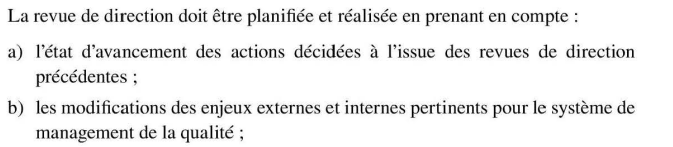 La revue de direction doit être planifiée et réalisée en prenant en compte :
a) l'état d'avancement des actions décidées à l'issue des revues de direction
précédentes ;
b) les modifications des enjeux externes et internes pertinents pour le système de
management de la qualité ;